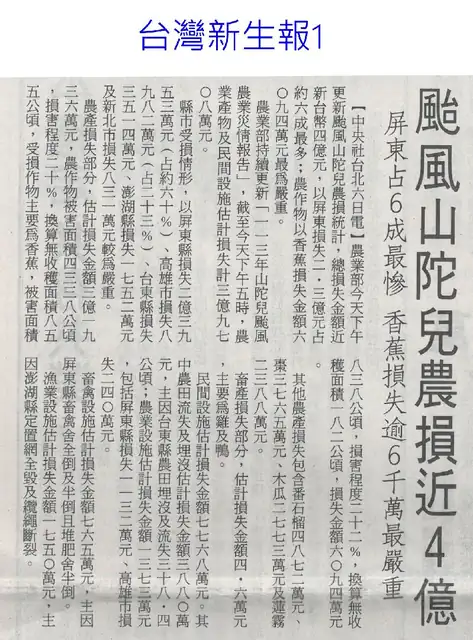 台灣新生報1
颱風山陀兒農損近4億
屏東占6成最慘 香蕉損失逾6千萬最嚴重
【中央社台北六日電】農業部今天下午
更新颱風山陀兒農損統計，總損失金額近
新台幣四億元，以屏東損失二．三億元占
約六成最多；農作物以香蕉損失金額六
０九四萬元最為嚴重。
農業部持續更新「一一三年山陀兒颱風
農業災情報告」，截至今天下午五時，農
業產物及民間設施估計損失計三億九七
０八萬元。
縣市受損情形，以屏東縣損失二億三九
五三萬元（占約六十％）、高雄市損失八
九八二萬元（占二十三％）、台東縣損失
三五一四萬元、澎湖縣損失一七五二萬元
及新北市損失八三一萬元較為嚴重。
農產損失部分，估計損失金額三億一九
三六萬元，農作物被害面積四三三八公頃
，損害程度二十％，換算無收穫面積八五
五公頃，受損作物主要為香蕉，被害面積
八三八公頃，損害程度二十二％，換算無收
穫面積一八二公頃，損失金額六０九四萬元
。
其他農產損失包含番石榴四八七二萬元、
棗三七六五萬元、木瓜二七七三萬元及蓮霧
二三八八萬元。
畜產損失部分，估計損失金額四．六萬元
，主要為雞及鴨。
民間設施估計損失金額七七六八萬元。其
中農田流失及埋沒估計損失金額三八八０萬
元，主因台東縣農田埋沒及流失三十八．四
公頃；農業設施估計損失金額一三七三萬元
，包括屏東縣損失一一三二萬元、高雄市損
失二四０萬元。
畜禽設施估計損失金額七六五萬元，主因
屏東縣畜禽舍全倒及半倒且堆肥舍半倒。
漁業設施估計損失金額一七五０萬元，主
因澎湖縣定置網全毀及纜繩斷裂。